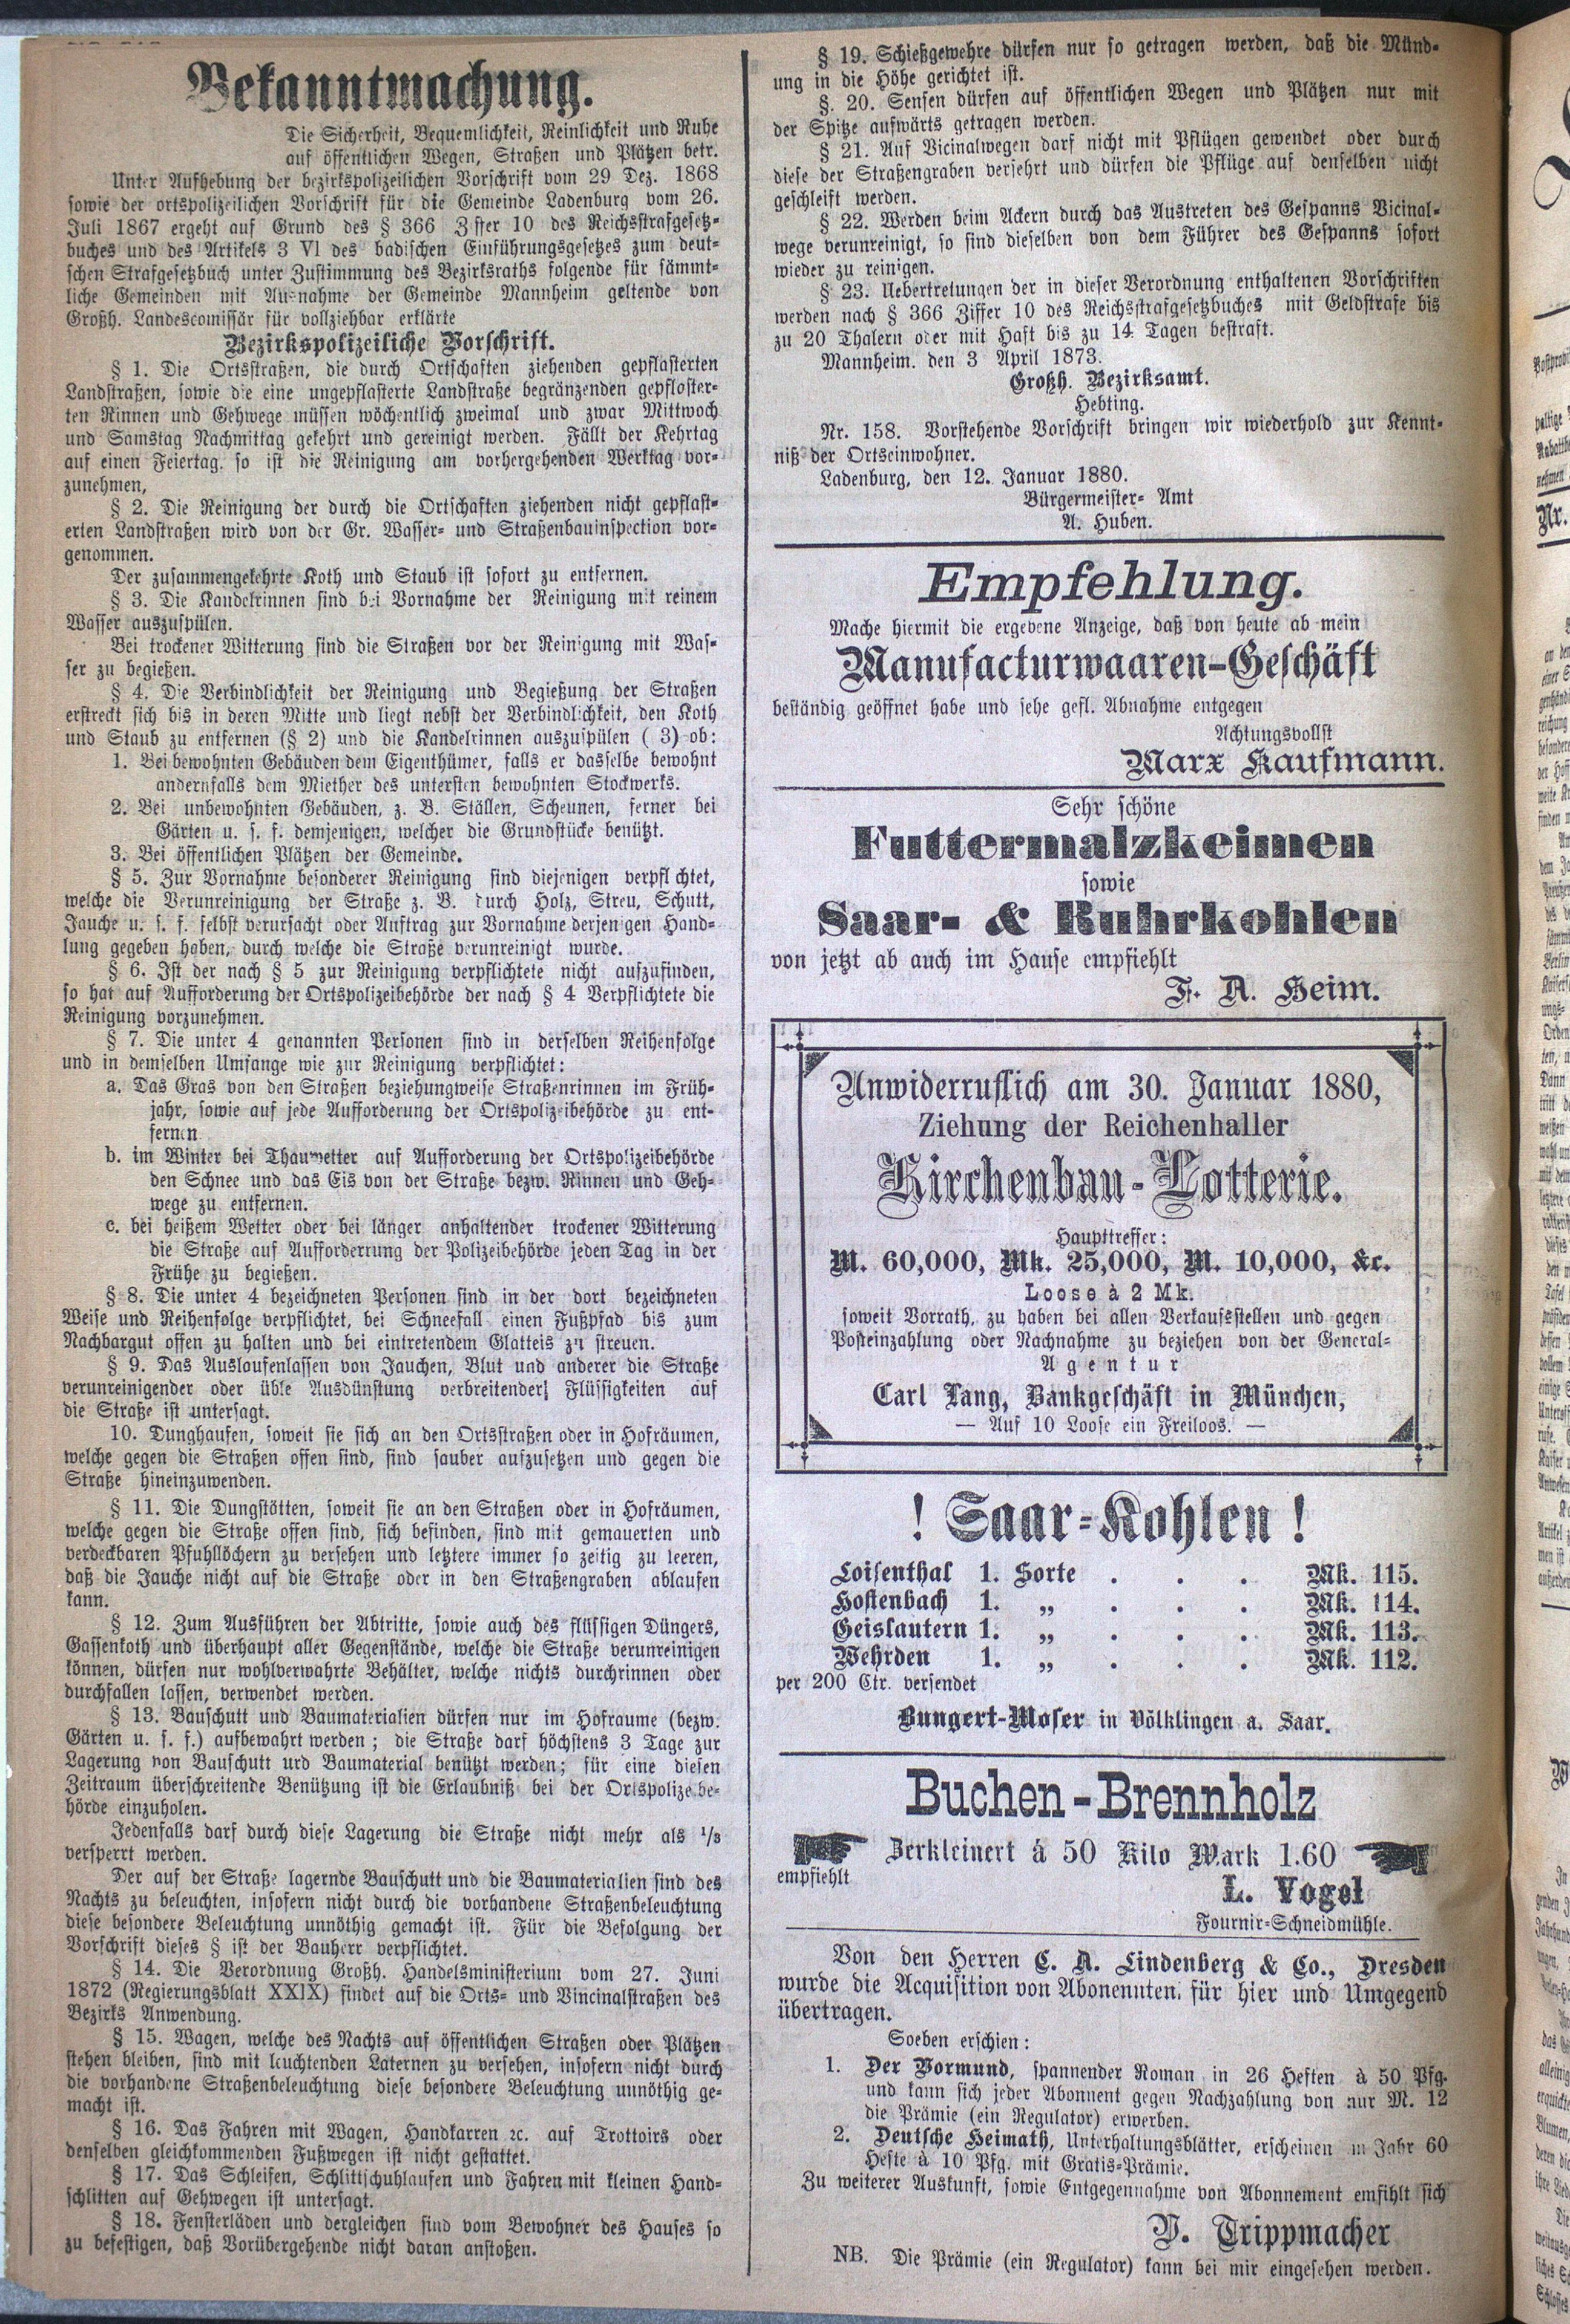 Bekanntmachung.
Die Sicherheit, Bequemlichkeit, Reinlichkeit und Ruhe
auf öffentlichen Wegen, Straßen und Plätzen betr.
Unter Aufhebung der bezirkspolizeilichen Vorschrift vom 29 Dez. 1868
sowie der ortspolizeilichen Vorschrift für die Gemeinde Ladenburg vom 26.
Juli 1867 ergeht auf Grund des § 366 Ziffer 10 des Reichsstrafgesetz-
buches und des Artikels 3 VI des badischen Einführungsgesetzes zum deut-
schen Strafgesetzbuch unter Zustimmung des Bezirksraths folgende für sämmt-
liche Gemeinden mit Ausnahme der Gemeinde Mannheim geltende von
Großh. Landescomissär für vollziehbar erklärte
Bezirkspolizeiliche Vorschrift.
§ 1. Die Ortsstraßen, die durch Ortschaften ziehenden gepflasterten
Landstraßen, sowie die eine ungepflasterte Landstraße begränzenden gepflaster-
ten Rinnen und Gehwege müssen wöchentlich zweimal und zwar Mittwoch
und Samstag Nachmittag gekehrt und gereinigt werden. Fällt der Kehrtag
auf einen Feiertag. so ist die Reinigung am vorhergehenden Werktag vor-
zunehmen,
§ 2. Die Reinigung der durch die Ortschaften ziehenden nicht gepflast-
erten Landstraßen wird von der Gr. Wasser- und Straßenbauinspection vor-
genommen.
Der zusammengekehrte Koth und Staub ist sofort zu entfernen.
§ 3. Die Kandelrinnen sind bei Vornahme der Reinigung mit reinem
Wasser auszuspülen.
Bei trockener Witterung sind die Straßen vor der Reinigung mit Was-
ser zu begießen.
§ 4. Die Verbindlichkeit der Reinigung und Begießung der Straßen
erstreckt sich bis in deren Mitte und liegt nebst der Verbindlichkeit, den Koth
und Staub zu entfernen (§ 2) und die Kandelrinnen auszuspülen ( 3) ob:
1. Bei bewohnten Gebäuden dem Eigenthümer, falls er dasselbe bewohnt
andernfalls dem Miether des untersten bewohnten Stockwerks.
2. Bei unbewohnten Gebäuden, z. B. Ställen, Scheunen, ferner bei
Gärten u. s. f. demjenigen, welcher die Grundstücke benützt.
3. Bei öffentlichen Plätzen der Gemeinde.
§ 5. Zur Vornahme besonderer Reinigung sind diejenigen verpflichtet,
welche die Verunreinigung der Straße z. B. durch Holz, Streu, Schutt,
Jauche u. s. f. selbst verursacht oder Auftrag zur Vornahme derjenigen Hand-
lung gegeben haben, durch welche die Straße verunreinigt wurde.
§ 6. Ist der nach § 5 zur Reinigung verpflichtete nicht aufzufinden,
so hat auf Aufforderung der Ortspolizeibehörde der nach § 4 Verpflichtete die
Reinigung vorzunehmen.
§ 7. Die unter 4 genannten Personen sind in derselben Reihenfolge
und in demselben Umfange wie zur Reinigung verpflichtet:
a. Das Gras von den Straßen beziehungweise Straßenrinnen im Früh-
jahr, sowie auf jede Aufforderung der Ortspolizeibehörde zu ent-
fernen
b. im Winter bei Thauwetter auf Aufforderung der Ortspolizeibehörde
den Schnee und das Eis von der Straße bezw. Rinnen und Geh-
wege zu entfernen.
c. bei heißem Wetter oder bei länger anhaltender trockener Witterung
die Straße auf Aufforderrung der Polizeibehörde jeden Tag in der
Frühe zu begießen.
§ 8. Die unter 4 bezeichneten Personen sind in der dort bezeichneten
Weise und Reihenfolge verpflichtet, bei Schneefall einen Fußpfad bis zum
Nachbargut offen zu halten und bei eintretendem Glatteis zu streuen.
§ 9. Das Auslaufenlassen von Jauchen, Blut und anderer die Straße
verunreinigender oder üble Ausdünstung verbreitender Flüssigkeiten auf
die Straße ist untersagt.
10. Dunghaufen, soweit sie sich an den Ortsstraßen oder in Hofräumen,
welche gegen die Straßen offen sind, sind sauber aufzusetzen und gegen die
Straße hineinzuwenden.
§ 11. Die Dungstötten, soweit sie an den Straßen oder in Hofräumen,
welche gegen die Straße offen sind, sich befinden, sind mit gemauerten und
verdeckbaren Pfuhllöchern zu versehen und letztere immer so zeitig zu leeren,
daß die Jauche nicht auf die Straße oder in den Straßengraben ablaufen
kann.
§ 12. Zum Ausführen der Abtritte, sowie auch des flüssigen Düngers,
Gassenkoth und überhaupt aller Gegenstände, welche die Straße verunreinigen
können, dürfen nur wohlverwahrte Behälter, welche nichts durchrinnen oder
durchfallen lassen, verwendet werden.
§ 13. Bauschutt und Baumaterialien dürfen nur im Hofraume (bezw.
Gärten u. s. f.) aufbewahrt werden; die Straße darf höchstens 3 Tage zur
Lagerung von Bauschutt und Baumaterial benützt werden; für eine diesen
Zeitraum überschreitende Benützung ist die Erlaubniß bei der Ortspolizeibe-
hörde einzuholen.
Jedenfalls darf durch diese Lagerung die Straße nicht mehr als 1/3
versperrt werden.
Der auf der Straße lagernde Bauschutt und die Baumaterialien sind des
Nachts zu beleuchten, insofern nicht durch die vorhandene Straßenbeleuchtung
diese besondere Beleuchtung unnöthig gemacht ist. Für die Befolgung der
Vorschrift dieses § ist der Bauherr verpflichtet.
§ 14. Die Verordnung Großh. Handelsministerium vom 27. Juni
1872 (Regierungsblatt XXIX) findet auf die Orts- und Vincinalstraßen des
Bezirks Anwendung.
§ 15. Wagen, welche des Nachts auf öffentlichen Straßen oder Plätzen
stehen bleiben, sind mit leuchtenden Laternen zu versehen, insofern nicht durch
die vorhandene Straßenbeleuchtung diese besondere Beleuchtung unnöthig ge-
macht ist.
§ 16. Das Fahren mit Wagen, Handkarren ꝛc. auf Trottoirs oder
denselben gleichkommenden Fußwegen ist nicht gestattet.
§ 17. Das Schleifen, Schlittschuhlaufen und Fahren mit kleinen Hand-
schlitten auf Gehwegen ist untersagt.
§ 18. Fensterläden und dergleichen sind vom Bewohner des Hauses so
zu befestigen, daß Vorübergehende nicht daran anstoßen.
§ 19. Schießgewehre dürfen nur so getragen werden, daß die Münd-
ung in die Höhe gerichtet ist.
§. 20. Sensen dürfen auf öffentlichen Wegen und Plätzen nur mit
der Spitze aufwärts getragen werden.
§ 21. Auf Vicinalwegen darf nicht mit Pflügen gewendet oder durch
diese der Straßengraben versehrt und dürfen die Pflüge auf denselben nicht
geschleift werden.
§ 22. Werden beim Ackern durch das Austreten des Gespanns Vicinal-
wege verunreinigt, so sind dieselben von dem Führer des Gespanns sofort
wieder zu reinigen.
§ 23. Uebertretungen der in dieser Verordnung enthaltenen Vorschriften
werden nach § 366 Ziffer 10 des Reichsstrafgesetzbuches mit Geldstrafe bis
zu 20 Thalern oder mit Haft bis zu 14 Tagen bestraft.
Mannheim. den 3 April 1873.
Großh. Bezirksamt.
Hebting.
Nr. 158. Vorstehende Vorschrift bringen wir wiederhold zur Kennt-
niß der Ortseinwohner.
Ladenburg, den 12. Januar 1880.
Bürgermeister- Amt
A. Huben.
Empfehlung.
Mache hiermit die ergebene Anzeige, daß von heute ab mein
Manufacturwaaren-Geschäft
beständig geöffnet habe und sehe gefl. Abnahme entgegen
Achtungsvollst
Marx Kaufmann.
Sehr schöne
Futtermalzkeimen
sowie
Saar- & Ruhrkohlen
von jetzt ab auch im Hause empfiehlt
F. A. Heim.
Unwiderruflich am 30. Januar 1880,
Ziehung der Reichenhaller
Kirchenbau-Lotterie.
Haupttreffer:
M. 60,000, Mk. 25,000, M. 10,000, &c.
Loose à 2 Mk.
soweit Vorrath, zu haben bei allen Verkaufsstellen und gegen
Posteinzahlung oder Nachnahme zu beziehen von der General-
Agentur
Carl Lang, Bankgeschäft in München,
— Auf 10 Loose ein Freiloos. —
! Saar-Kohlen !
Loisenthal 1. Sorte . . . Mk. 115.
Hostenbach 1. „ . . . Mk. 114.
Geislautern 1. „ . . . Mk. 113.
Wehrden 1. „ . . . Mk. 112.
per 200 Ctr. versendet
Bungert-Moser in Völklingen a. Saar.
Buchen-Brennholz
Zerkleinert á 50 Kilo Mark 1.60
empfiehlt
L. Vogel
Fournir-Schneidmühle.
Von den Herren C. A. Lindenberg & Co., Dresden
wurde die Acquisition von Abonennten. für hier und Umgegend
übertragen.
Soeben erschien:
1. Der Vormund, spannender Roman in 26 Heften à 50 Pfg.
und kann sich jeder Abonnent gegen Nachzahlung von nur M. 12
die Prämie (ein Regulator) erwerben.
2. Deutsche Heimath, Unterhaltungsblätter, erscheinen im Jahr 60
Hefte à 10 Pfg. mit Gratis-Prämie.
Zu weiterer Auskunft, sowie Entgegennahme von Abonnement emfihlt sich
P. Trippmacher
NB. Die Prämie (ein Regulator) kann bei mir eingesehen werden.